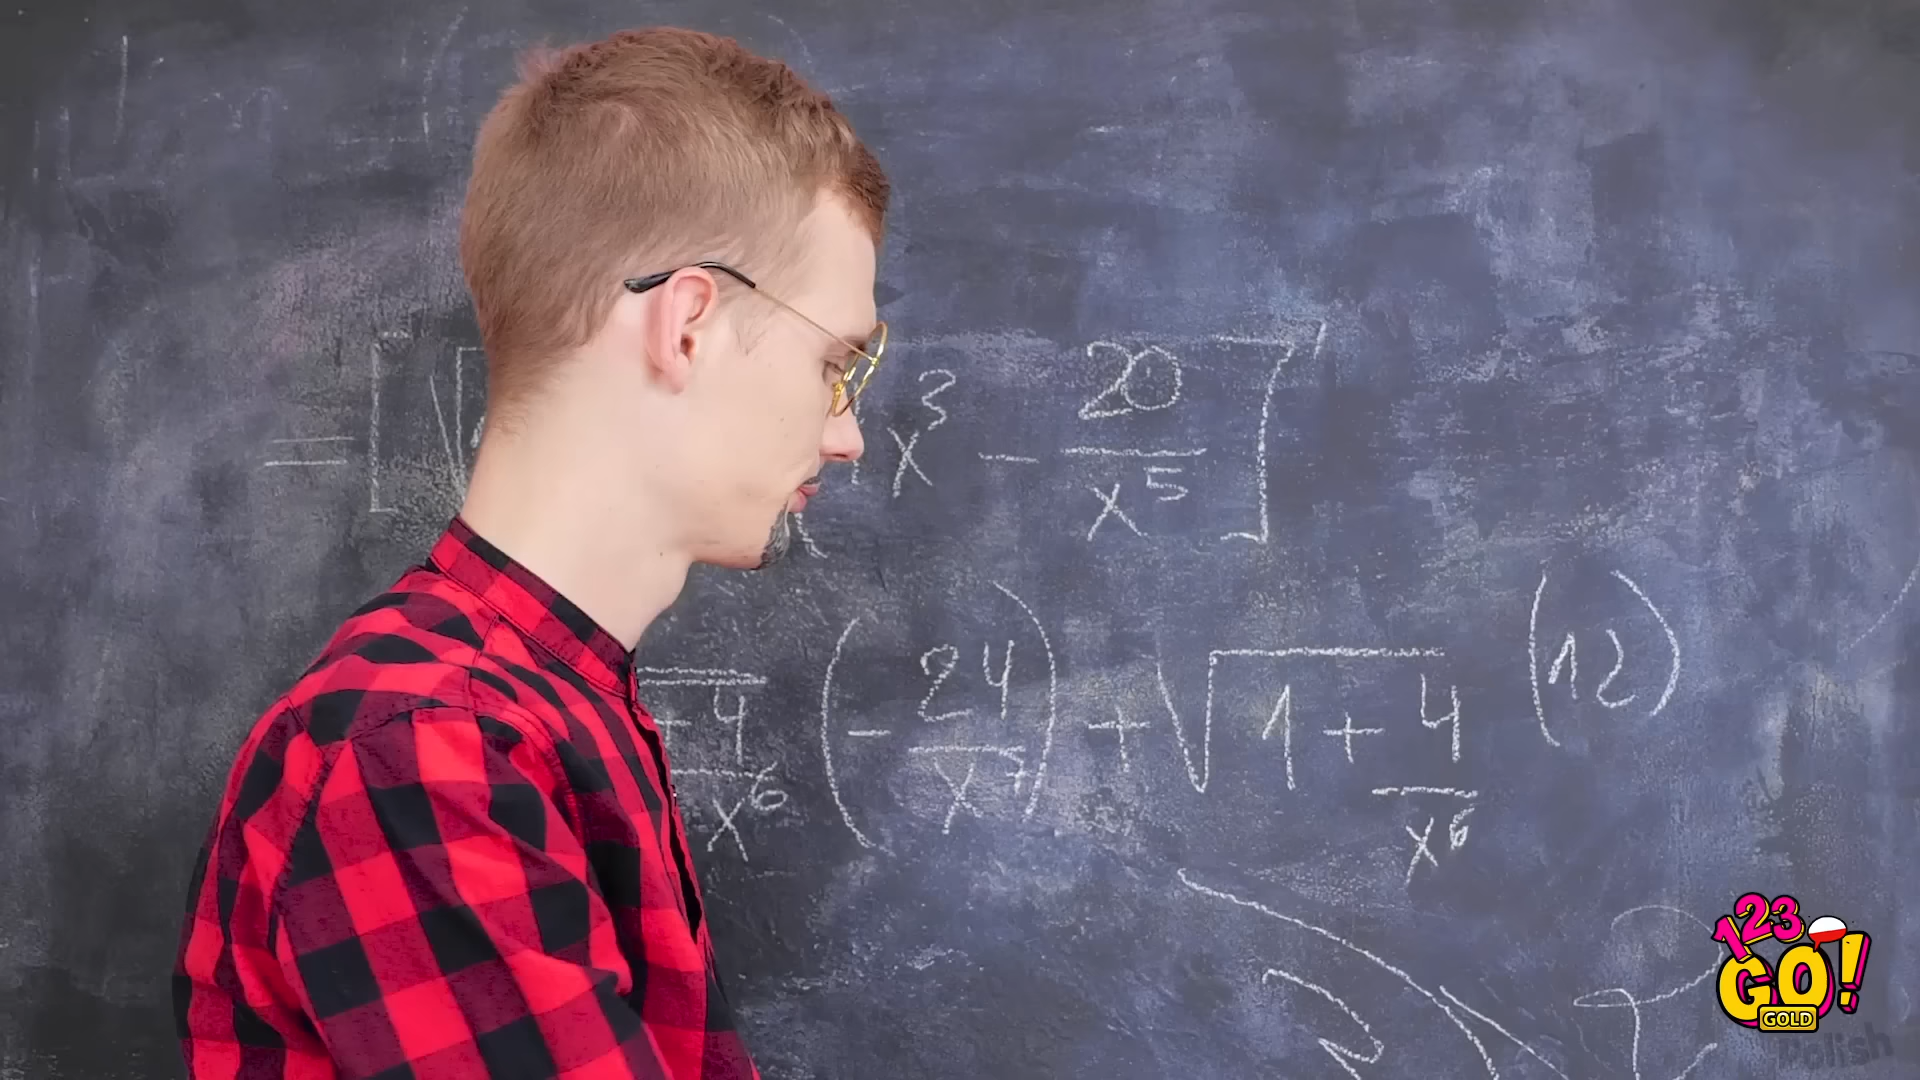 = [√ x³ - 20/x⁵]'
4/x⁶ (- 24/x⁷) + √1 + 4/x⁶ (12)
123
GO!
GOLD
Polish